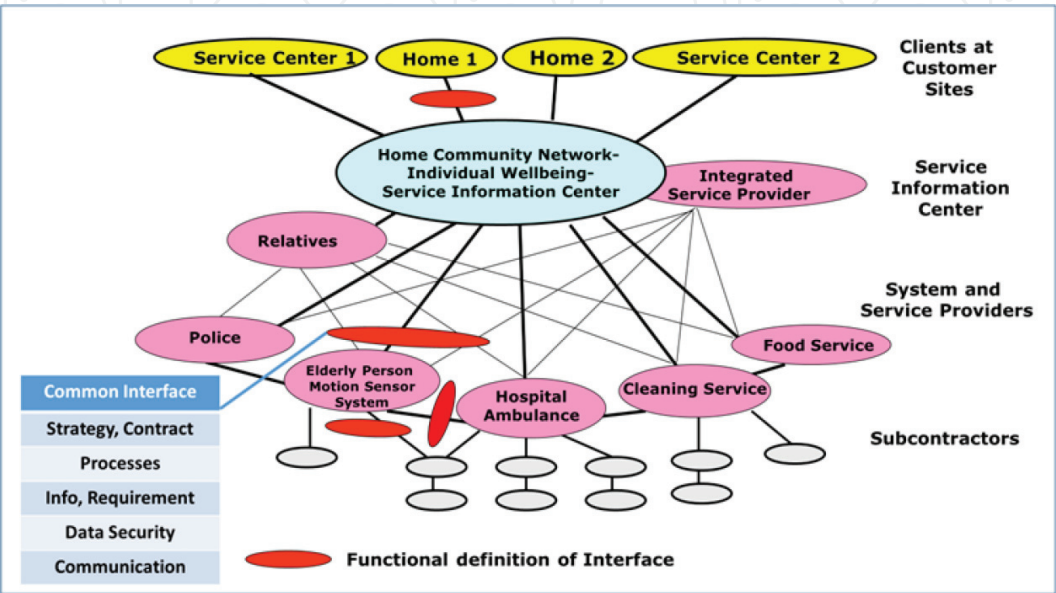 Service Center 1
Home 1
Home 2
Service Center 2
Clients at
Customer
Sites
Home Community Network-
Individual Wellbeing-
Service Information Center
Integrated
Service Provider
Service
Information
Center
Relatives
System and
Service Providers
Police
Food Service
Elderly Person
Motion Sensor
System
Hospital
Ambulance
Cleaning Service
Subcontractors
Common Interface
Strategy, Contract
Processes
Info, Requirement
Data Security
Communication
Functional definition of Interface